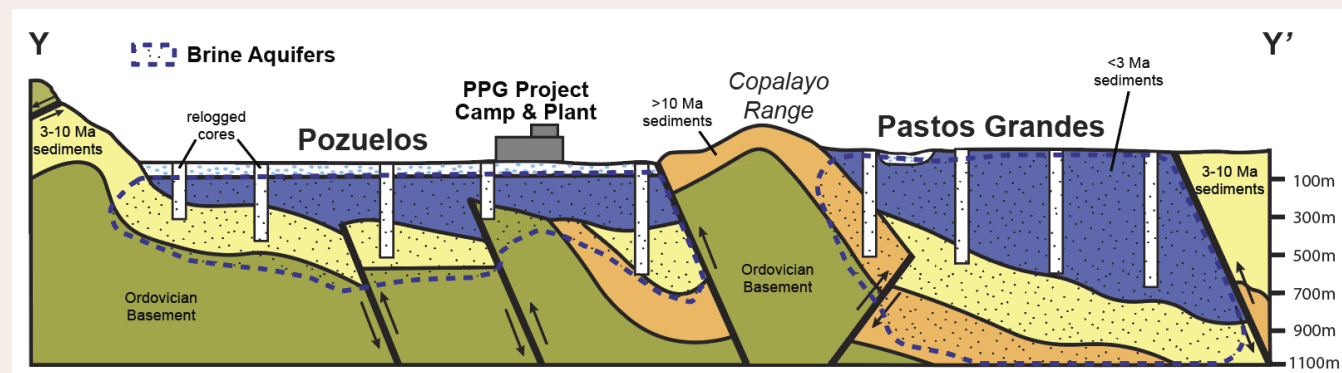 Y
Y’
Brine Aquifers
PPG Project
Camp & Plant
Copalayo
Range
<3 Ma
sediments
>10 Ma
sediments
relogged
cores
3-10 Ma
sediments
Pozuelos
Pastos Grandes
3-10 Ma
sediments
100m
300m
500m
700m
900m
1100m
Ordovician
Basement
Ordovician
Basement